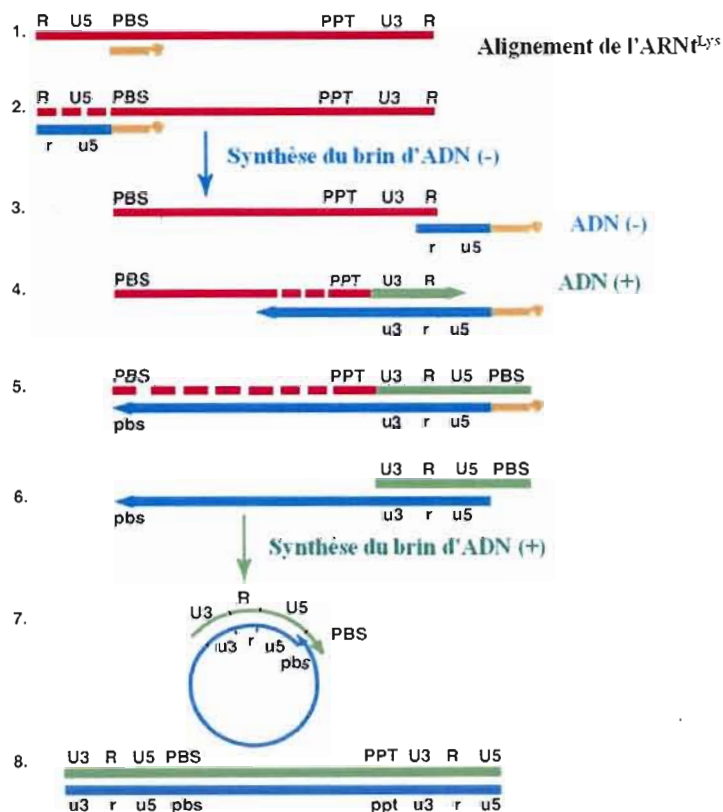 R U5 PBS PPT U3 R
1. Alignement de l'ARNt^Lys
R U5 PBS PPT U3 R
2.
r u5
Synthèse du brin d'ADN (-)
PBS PPT U3 R
3.
ADN (-)
r u5
PBS PPT U3 R
4. ADN (+)
u3 r u5
PBS PPT U3 R U5 PBS
5.
pbs u3 r u5
U3 R U5 PBS
6.
pbs u3 r u5
Synthèse du brin d'ADN (+)
7.
U3 R U5 PBS
u3 r u5 pbs
8.
U3 R U5 PBS PPT U3 R U5
u3 r u5 pbs ppt u3 r u5